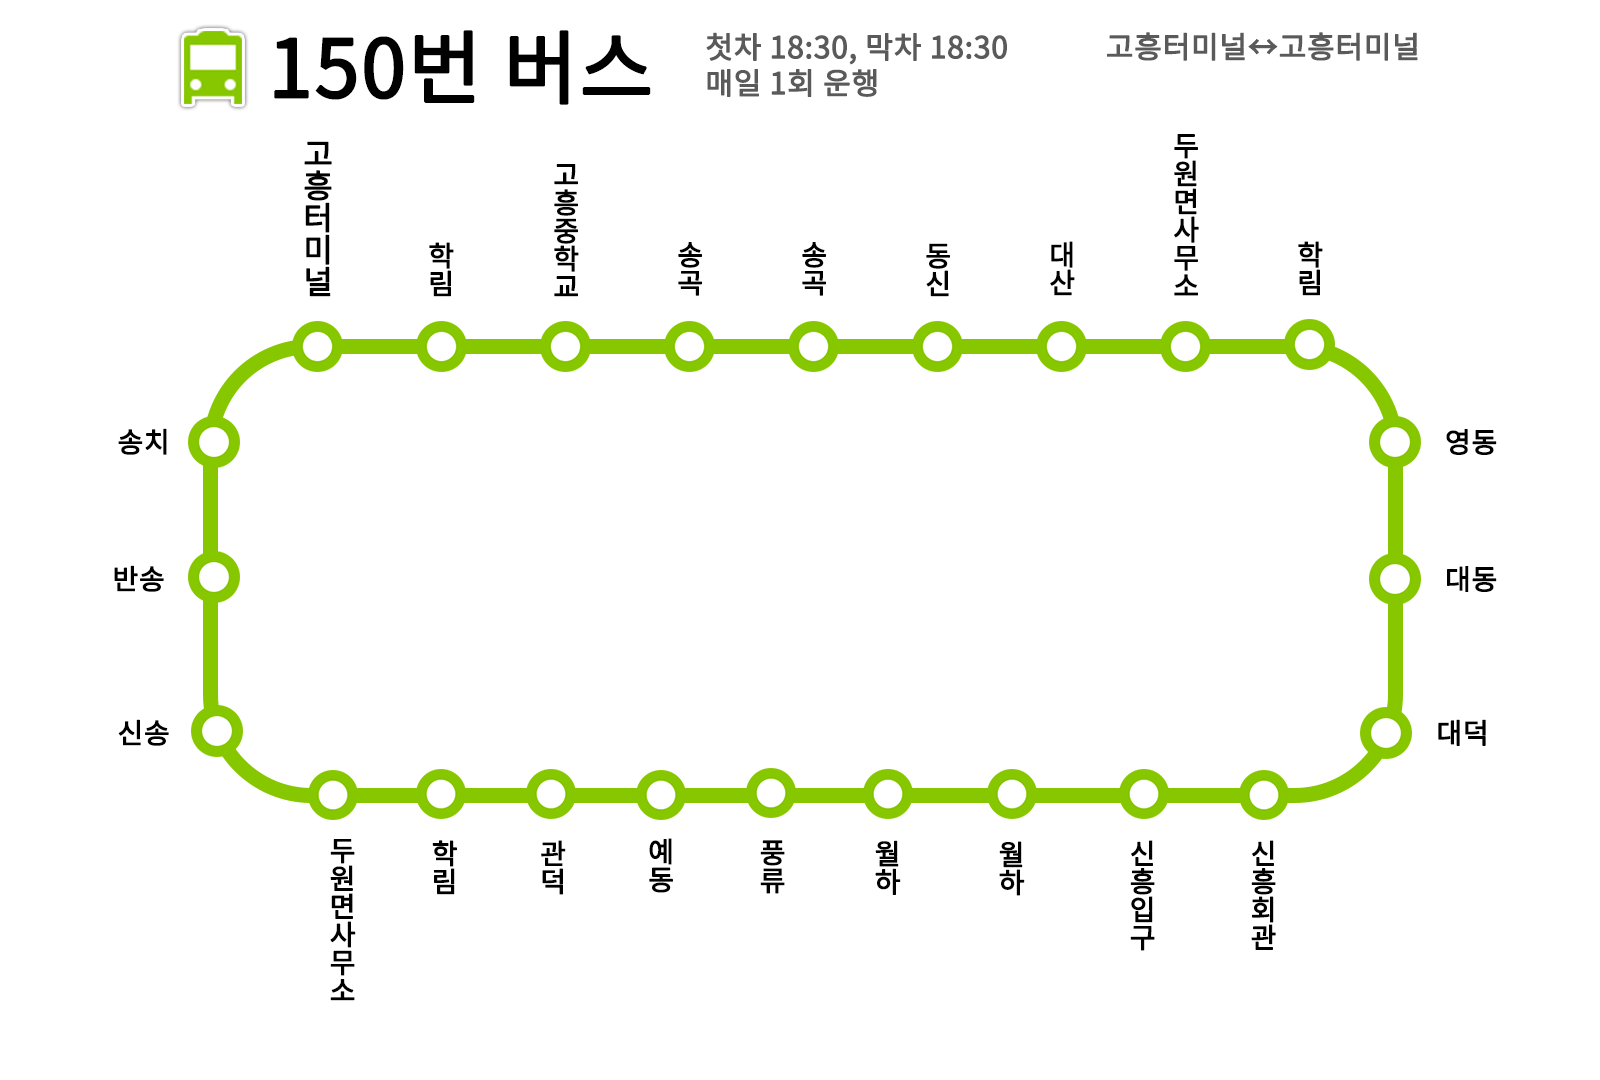 150번 버스
첫차 18:30, 막차 18:30
매일 1회 운행
고흥터미널↔고흥터미널
고흥터미널
학림
고흥중학교
송곡
송곡
동신
대산
두원면사무소
학림
송치
영동
반송
대동
신송
대덕
두원면사무소
학림
관덕
예동
풍류
월하
월하
신흥입구
신흥회관